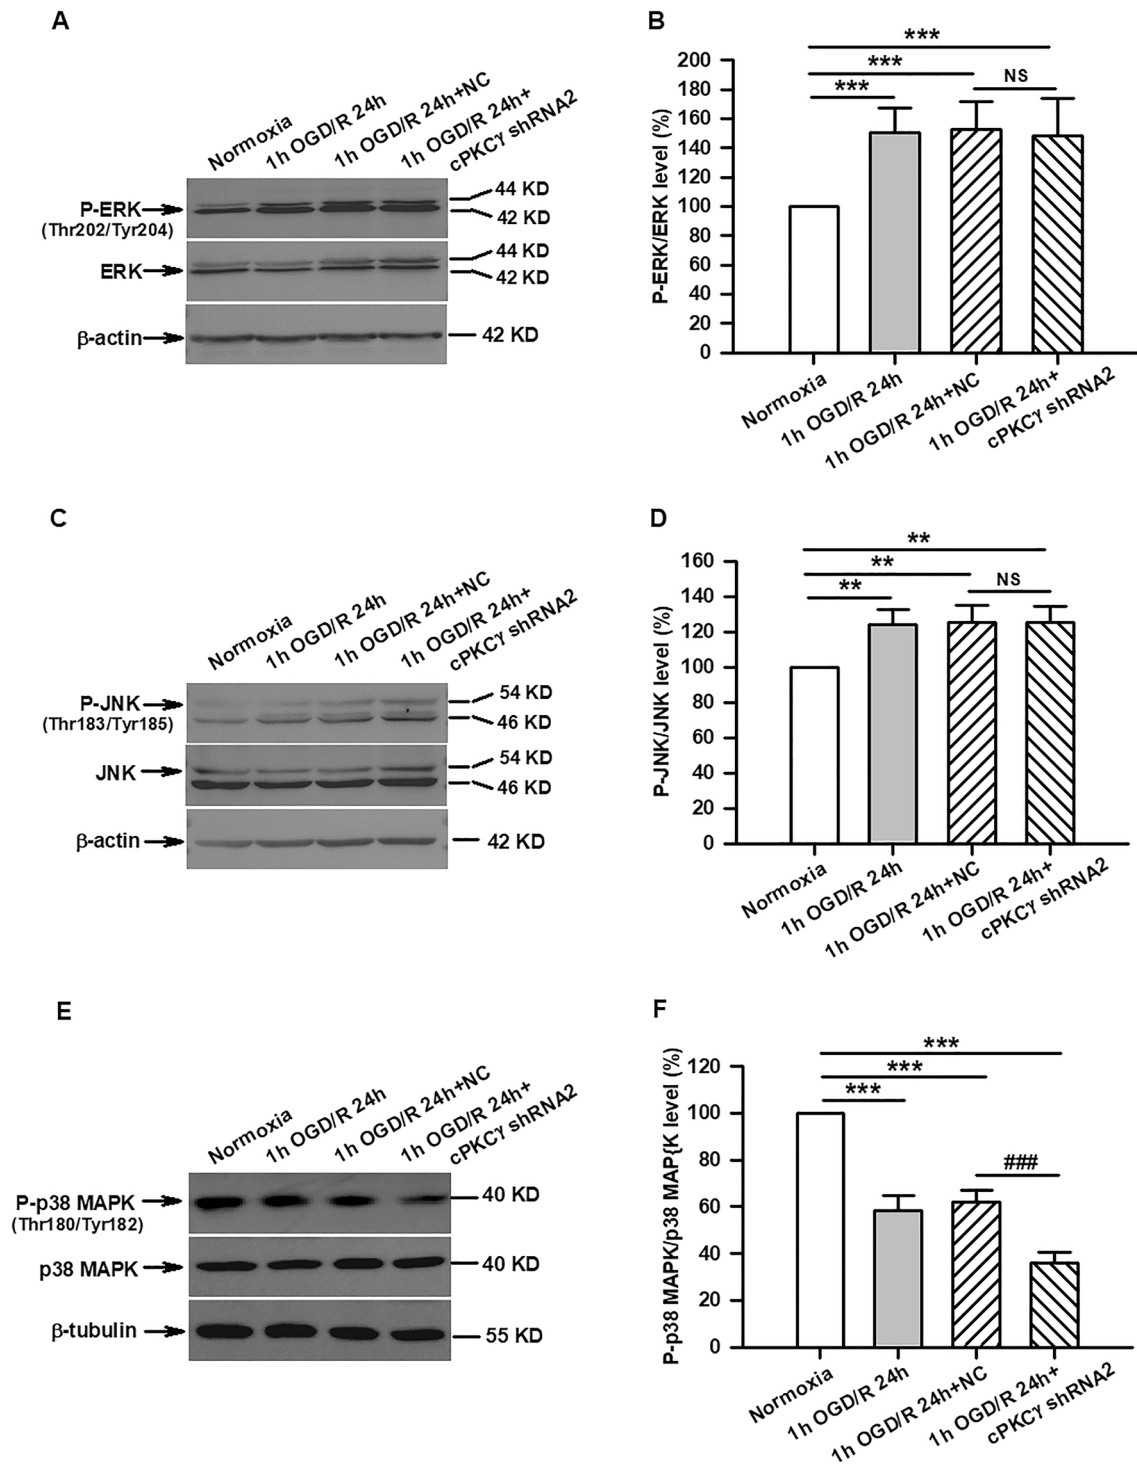 A
Normoxia
1h OGD/R 24h
1h OGD/R 24h+NC
1h OGD/R 24h+
cPKCγ shRNA2
P-ERK
(Thr202/Tyr204)
44 KD
42 KD
ERK
44 KD
42 KD
β-actin
42 KD
B
***
***
***
NS
P-ERK/ERK level (%)
200
180
160
140
120
100
80
60
40
20
0
Normoxia
1h OGD/R 24h
1h OGD/R 24h+NC
1h OGD/R 24h+
cPKCγ shRNA2
C
Normoxia
1h OGD/R 24h
1h OGD/R 24h+NC
1h OGD/R 24h+
cPKCγ shRNA2
P-JNK
(Thr183/Tyr185)
54 KD
46 KD
JNK
54 KD
46 KD
β-actin
42 KD
D
**
**
**
NS
P-JNK/JNK level (%)
160
140
120
100
80
60
40
20
0
Normoxia
1h OGD/R 24h
1h OGD/R 24h+NC
1h OGD/R 24h+
cPKCγ shRNA2
E
Normoxia
1h OGD/R 24h
1h OGD/R 24h+NC
1h OGD/R 24h+
cPKCγ shRNA2
P-p38 MAPK
(Thr180/Tyr182)
40 KD
p38 MAPK
40 KD
β-tubulin
55 KD
F
***
***
***
###
P-p38 MAPK/p38 MAP{K level (%)
120
100
80
60
40
20
0
Normoxia
1h OGD/R 24h
1h OGD/R 24h+NC
1h OGD/R 24h+
cPKCγ shRNA2